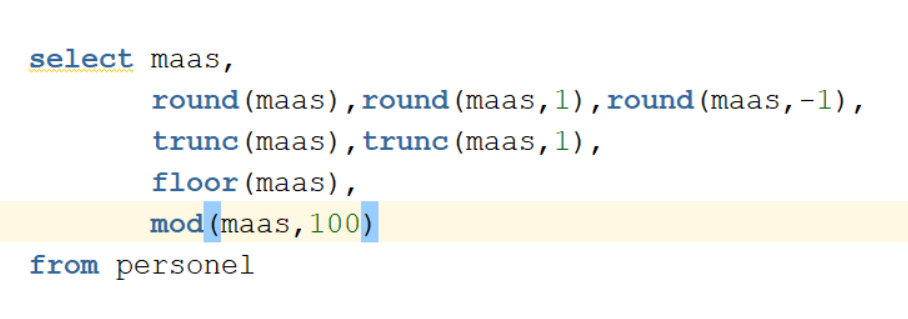 select maas,
round(maas),round(maas,1),round(maas,-1),
trunc(maas),trunc(maas,1),
floor(maas),
mod(maas,100)
from personel